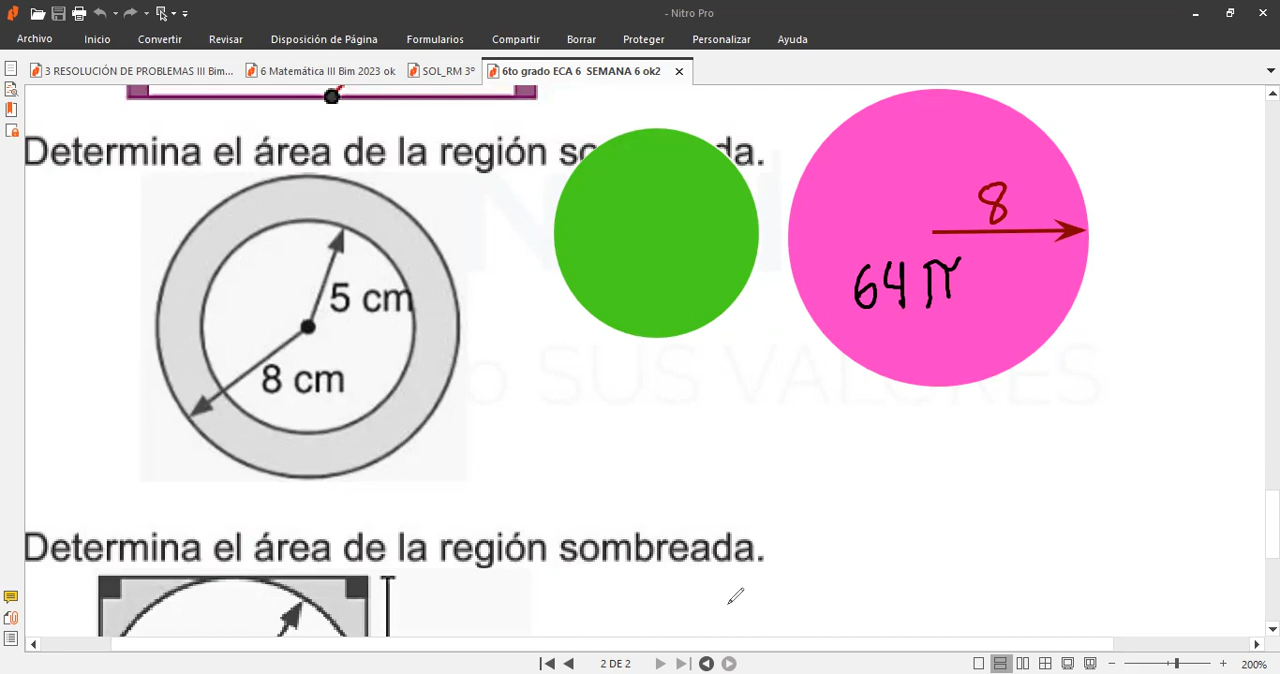 - Nitro Pro
Archivo Inicio Convertir Revisar Disposición de Página Formularios Compartir Borrar Proteger Personalizar Ayuda
3 RESOLUCIÓN DE PROBLEMAS III Bim... 6 Matemática III Bim 2023 ok SOL_RM 3° 6to grado ECA 6 SEMANA 6 ok2
Determina el área de la región so da.
5 cm
8 cm
8
64 π
o SUS VALORES
Determina el área de la región sombreada.
2 DE 2
200%